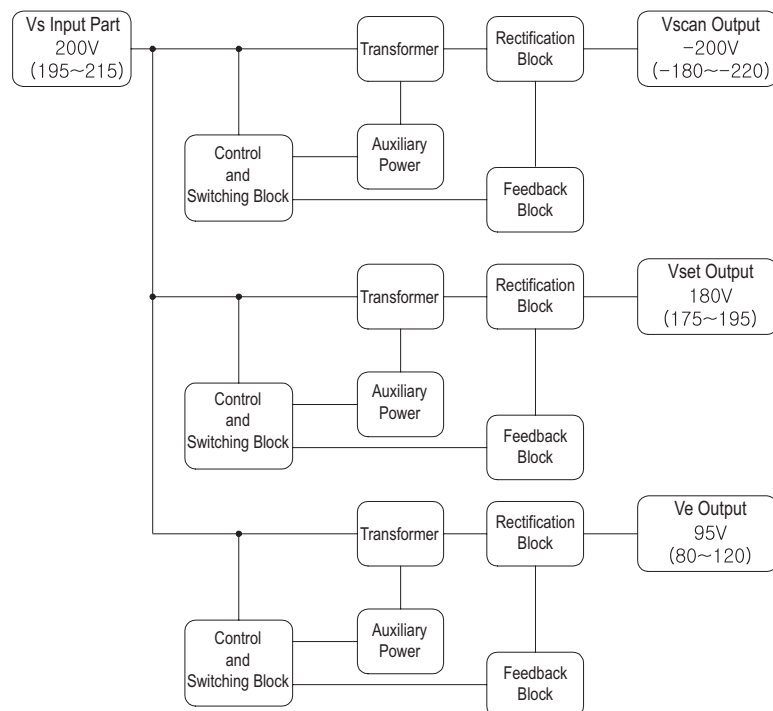 Vs Input Part
200V
(195~215)
Transformer
Rectification
Block
Vscan Output
-200V
(-180~-220)
Control
and
Switching Block
Auxiliary
Power
Feedback
Block
Transformer
Rectification
Block
Vset Output
180V
(175~195)
Control
and
Switching Block
Auxiliary
Power
Feedback
Block
Transformer
Rectification
Block
Ve Output
95V
(80~120)
Control
and
Switching Block
Auxiliary
Power
Feedback
Block